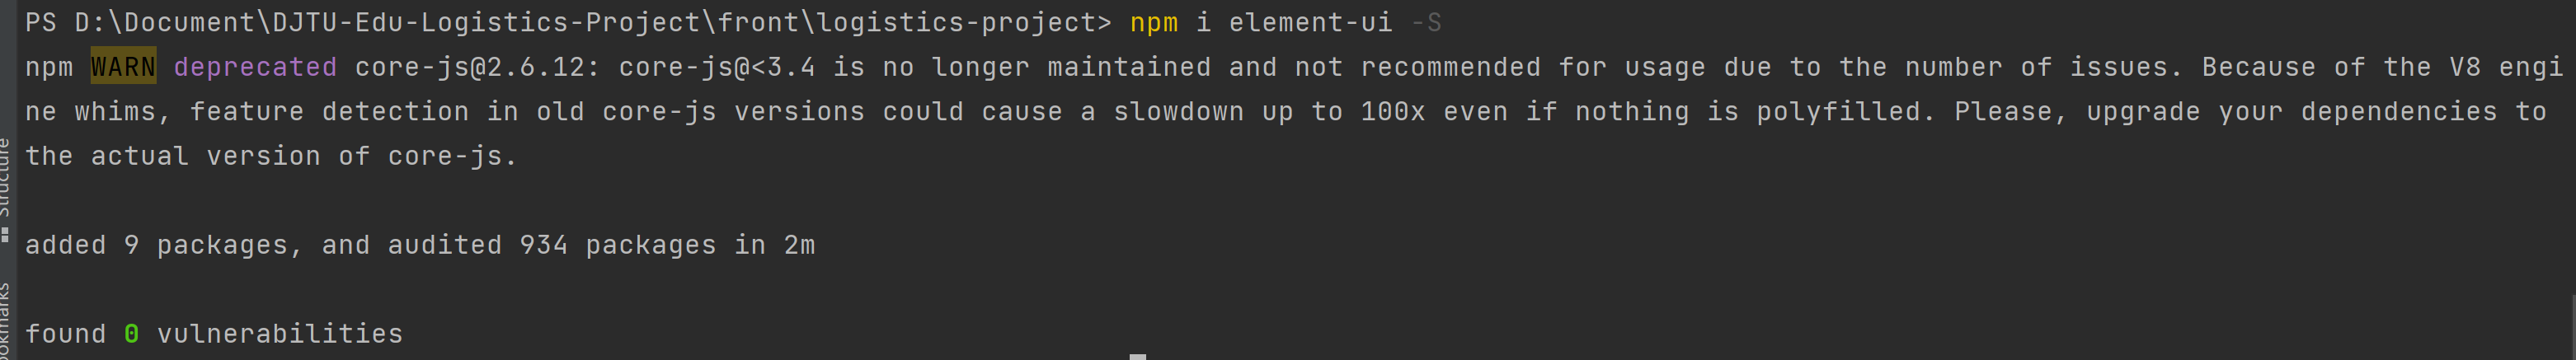 PS D:\Document\DJTU-Edu-Logistics-Project\front\logistics-project> npm i element-ui -S
npm WARN deprecated core-js@2.6.12: core-js@<3.4 is no longer maintained and not recommended for usage due to the number of issues. Because of the V8 engi
ne whims, feature detection in old core-js versions could cause a slowdown up to 100x even if nothing is polyfilled. Please, upgrade your dependencies to
the actual version of core-js.
added 9 packages, and audited 934 packages in 2m
found 0 vulnerabilities
Structure